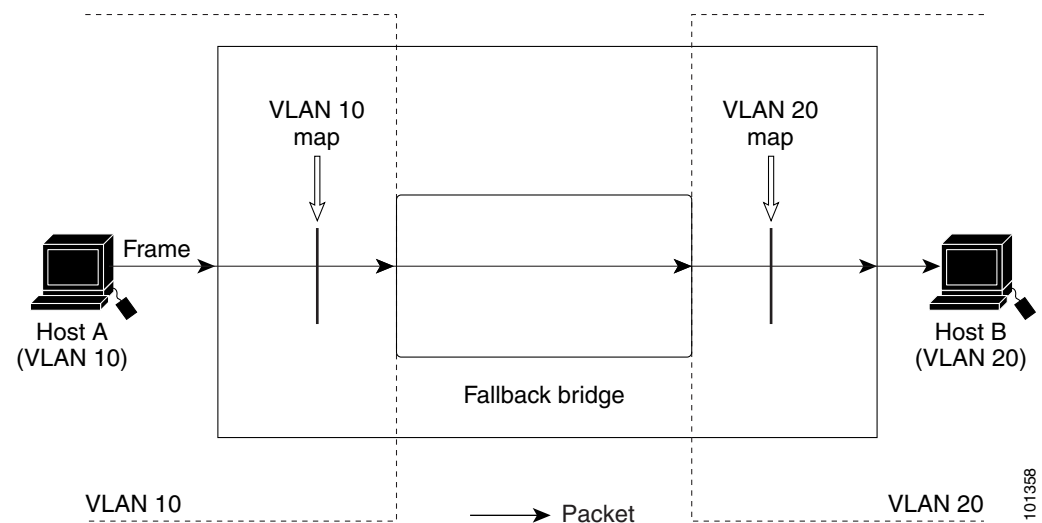 VLAN 10
map
VLAN 20
map
Frame
Host A
(VLAN 10)
Host B
(VLAN 20)
Fallback bridge
VLAN 10
Packet
VLAN 20
101358